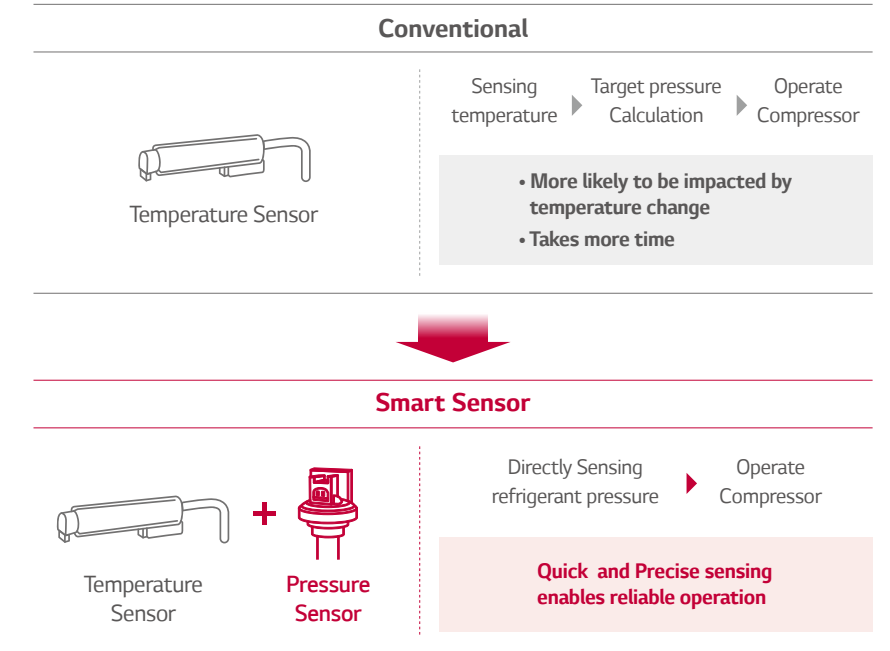 Conventional
Temperature Sensor
Sensing
temperature
Target pressure
Calculation
Operate
Compressor
• More likely to be impacted by
temperature change
• Takes more time
Smart Sensor
Temperature
Sensor
+
Pressure
Sensor
Directly Sensing
refrigerant pressure
Operate
Compressor
Quick and Precise sensing
enables reliable operation